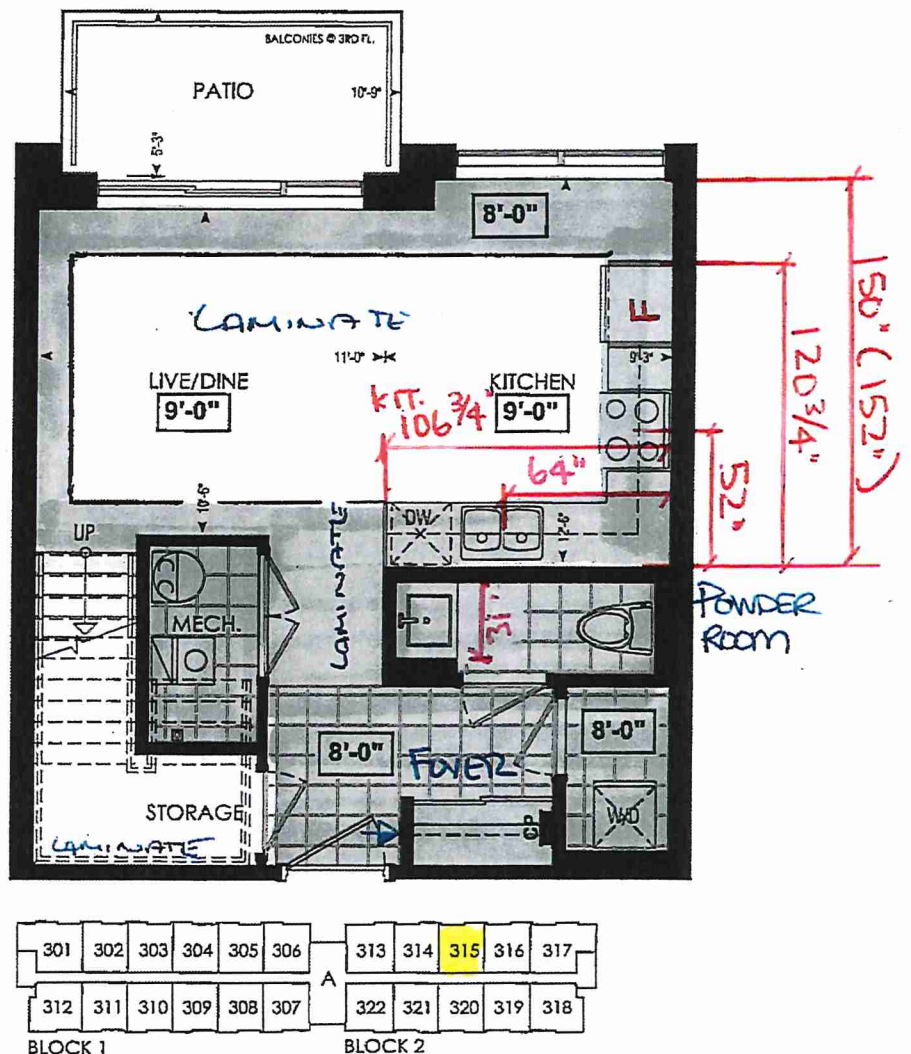 BALCONIES @ 3RD FL.
PATIO
10'-9"
5'-3"
8'-0"
LAMINATE
11'-0"
9'-3"
LIVE/DINE
9'-0"
KITCHEN
9'-0"
KIT.
106 3/4"
64"
F
52"
120 3/4"
150" (152")
10'-6"
UP
DW
12'-6"
LAMINATE
MECH.
31"
POWDER
ROOM
8'-0"
FOYER
8'-0"
STORAGE
LAMINATE
CP
W/D
301 302 303 304 305 306 313 314 315 316 317
A
312 311 310 309 308 307 322 321 320 319 318
BLOCK 1 BLOCK 2